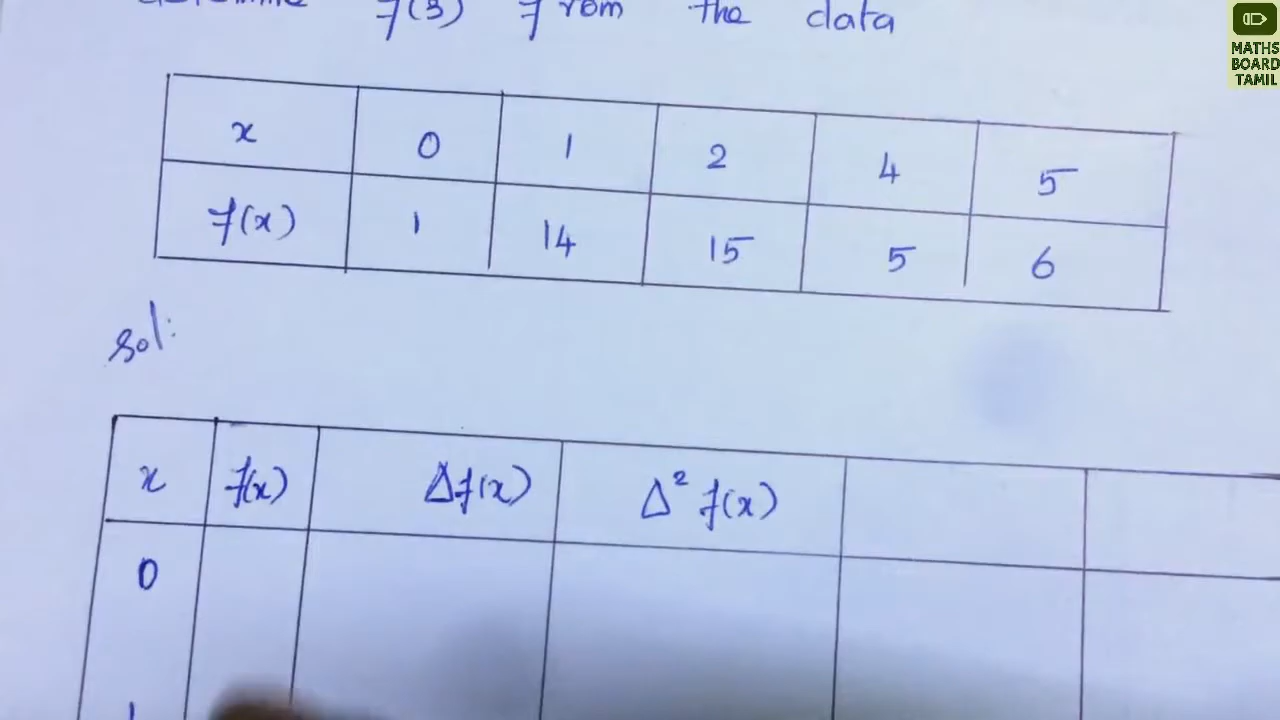 f(3) from the data
MATHS
BOARD
TAMIL
x 0 1 2 4 5
f(x) 1 14 15 5 6
sol:
x f(x) Δf(x) Δ² f(x)
0
1